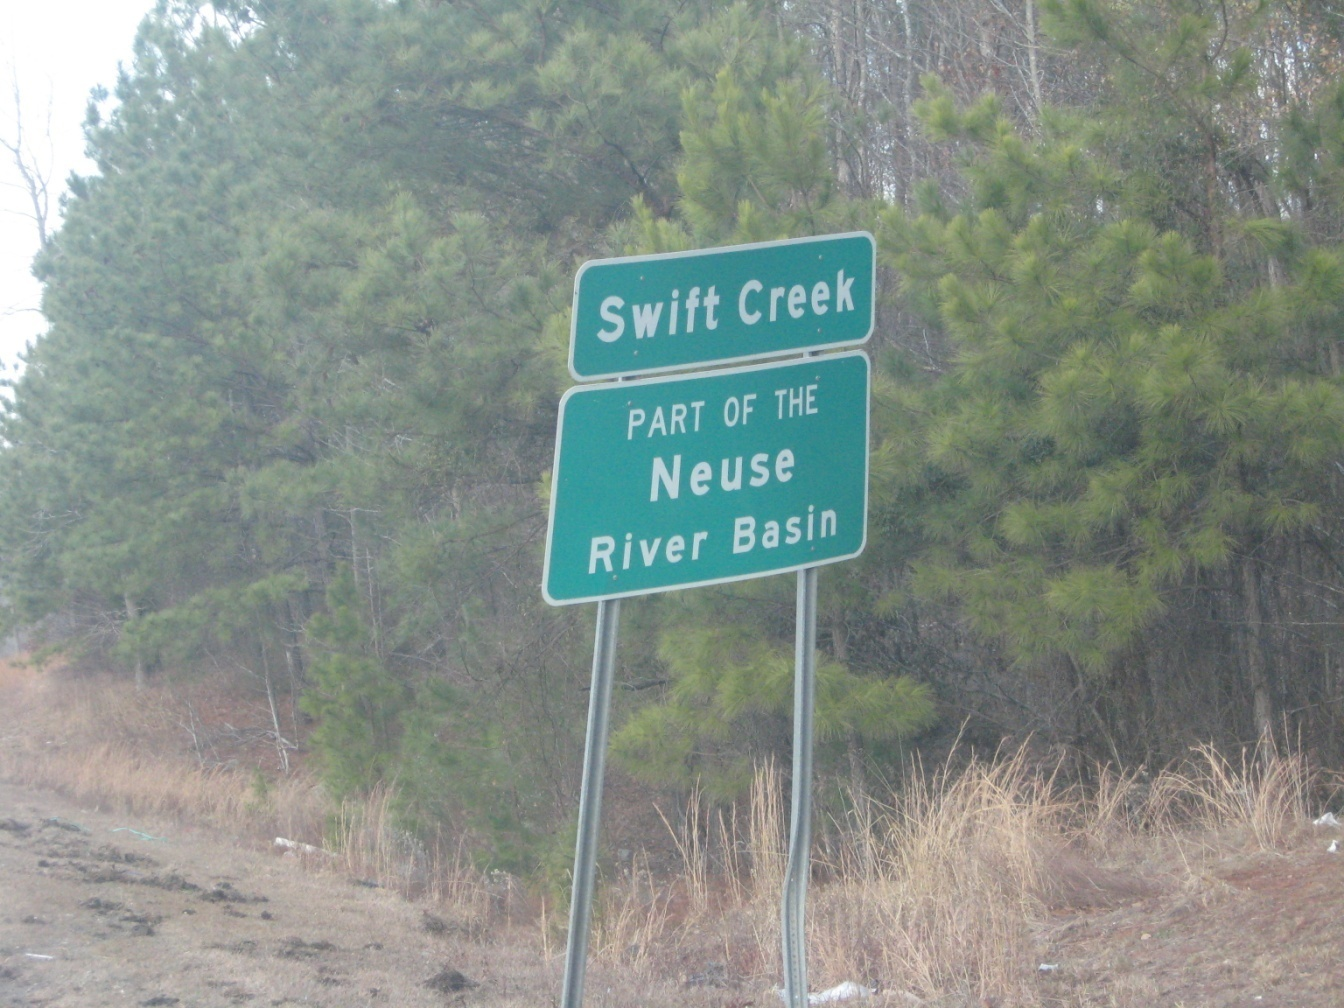 Swift Creek
PART OF THE
Neuse
River Basin